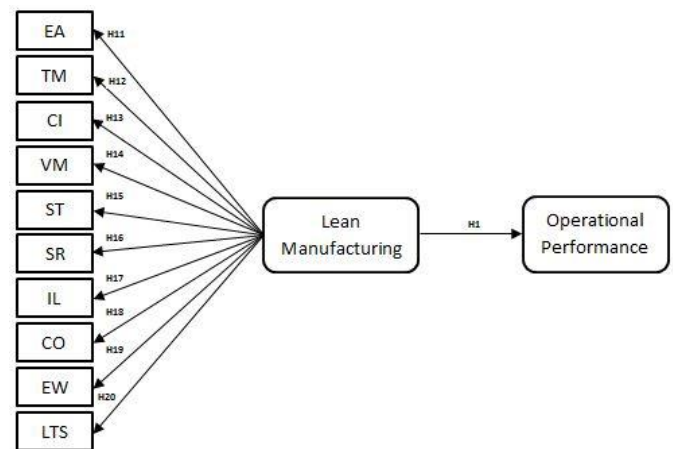 EA
H11
TM
H12
CI
H13
VM
H14
ST
H15
SR
H16
IL
H17
CO
H18
EW
H19
LTS
H20
Lean
Manufacturing
H1
Operational
Performance